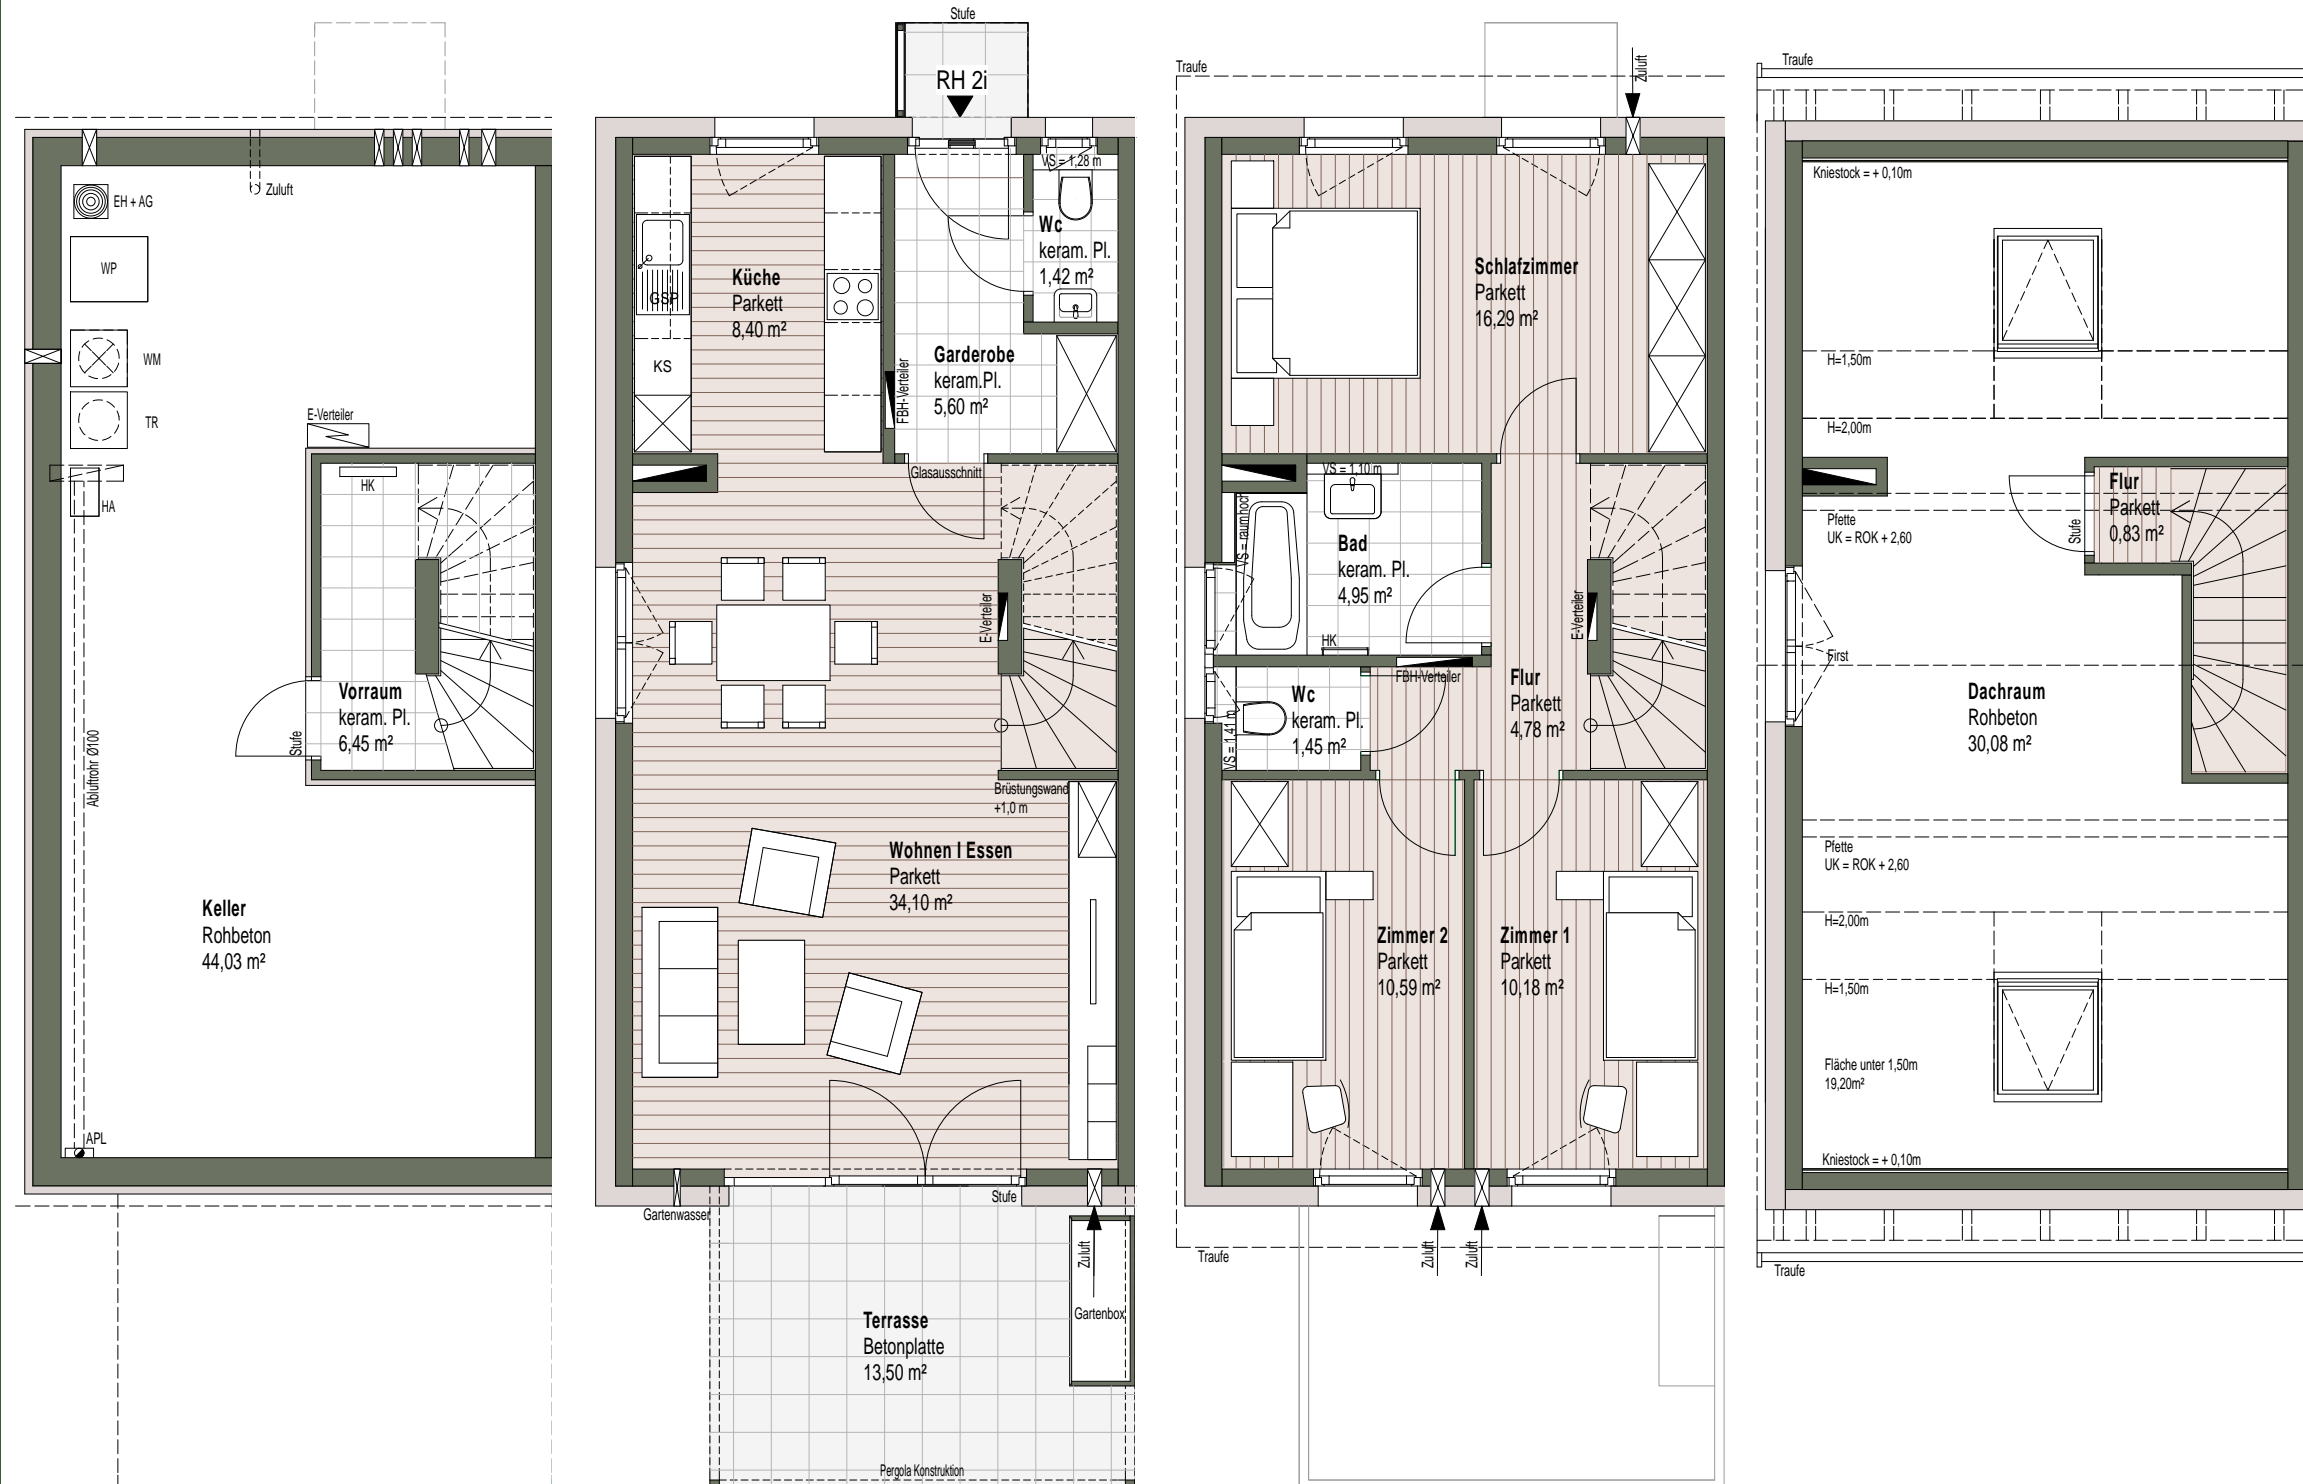 Zuluft
EH + AG
WP
WM
TR
E-Verteiler
HK
HA
Vorraum
keram. Pl.
6,45 m²
Stufe
Abluftrohr Ø100
Keller
Rohbeton
44,03 m²
APL
Stufe
RH 2i
VS = 1,28 m
Wc
keram. Pl.
1,42 m²
Küche
Parkett
8,40 m²
GSP
KS
Garderobe
keram.Pl.
5,60 m²
FBH-Verteiler
Glasausschnitt
E-Verteiler
Brüstungswand
+1,0 m
Wohnen I Essen
Parkett
34,10 m²
Stufe
Gartenwasser
Zuluft
Gartenbox
Terrasse
Betonplatte
13,50 m²
Pergola Konstruktion
Traufe
Zuluft
Schlafzimmer
Parkett
16,29 m²
VS = 1,10 m
VS = raumhoch
Bad
keram. Pl.
4,95 m²
HK
E-Verteiler
FBH-Verteiler
Wc
keram. Pl.
1,45 m²
VS = 1,41 m
Flur
Parkett
4,78 m²
Zimmer 2
Parkett
10,59 m²
Zimmer 1
Parkett
10,18 m²
Zuluft
Zuluft
Traufe
Traufe
Kniestock = + 0,10m
H=1,50m
H=2,00m
Flur
Parkett
0,83 m²
Stufe
Pfette
UK = ROK + 2,60
First
Dachraum
Rohbeton
30,08 m²
Pfette
UK = ROK + 2,60
H=2,00m
H=1,50m
Fläche unter 1,50m
19,20m²
Kniestock = + 0,10m
Traufe